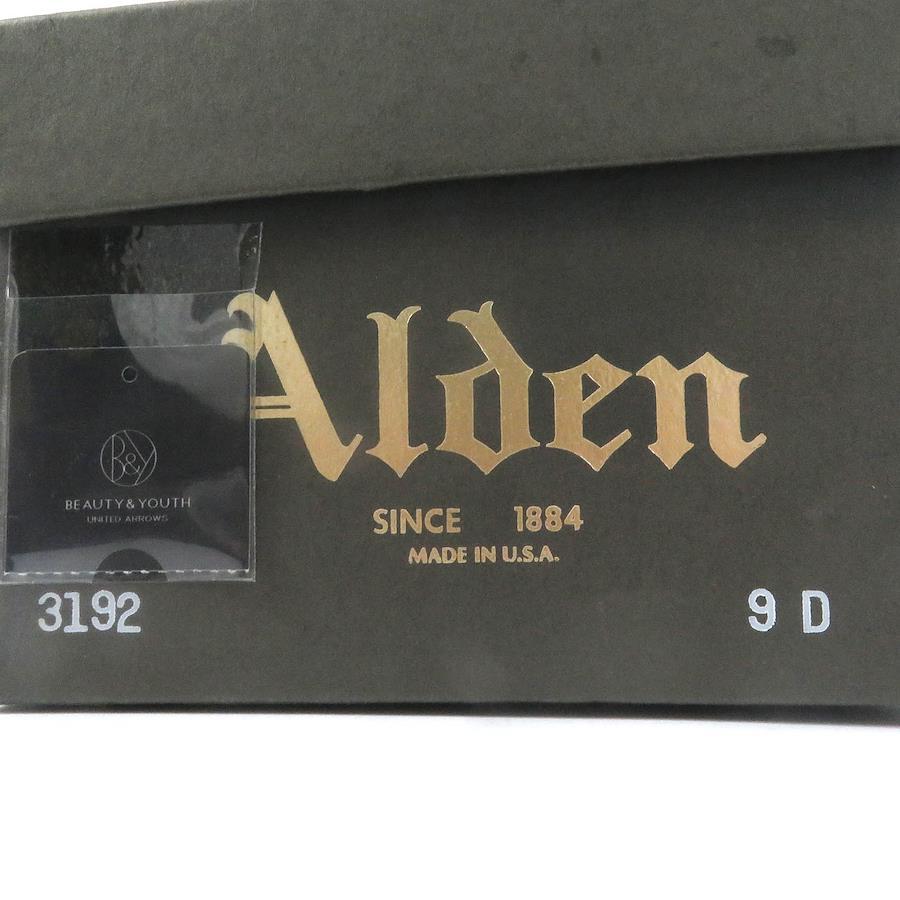 Alden
SINCE 1884
MADE IN U.S.A.
B&Y
BEAUTY&YOUTH
UNITED ARROWS
3192
9 D